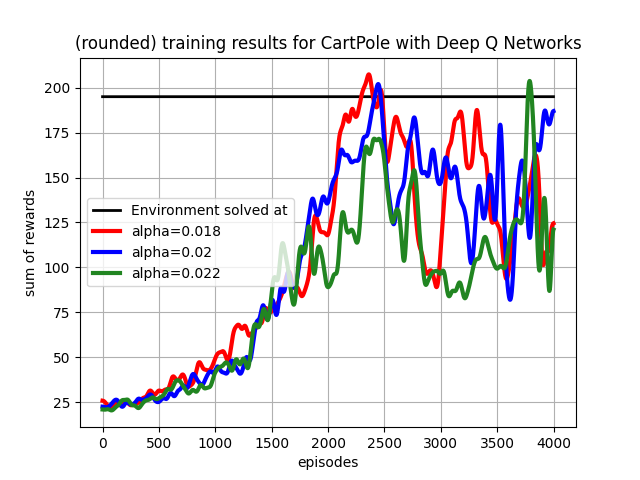 (rounded) training results for CartPole with Deep Q Networks
200
175
150
125
100
75
50
25
sum of rewards
Environment solved at
alpha=0.018
alpha=0.02
alpha=0.022
0 500 1000 1500 2000 2500 3000 3500 4000
episodes